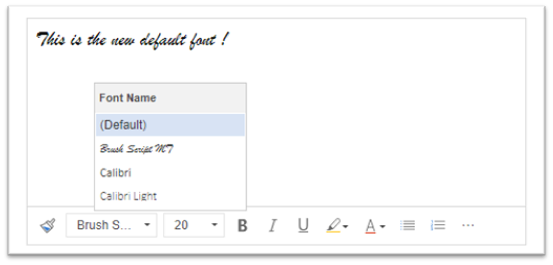 This is the new default font !
Font Name
(Default)
Brush Script MT
Calibri
Calibri Light
Brush S... 20 B I U A ...